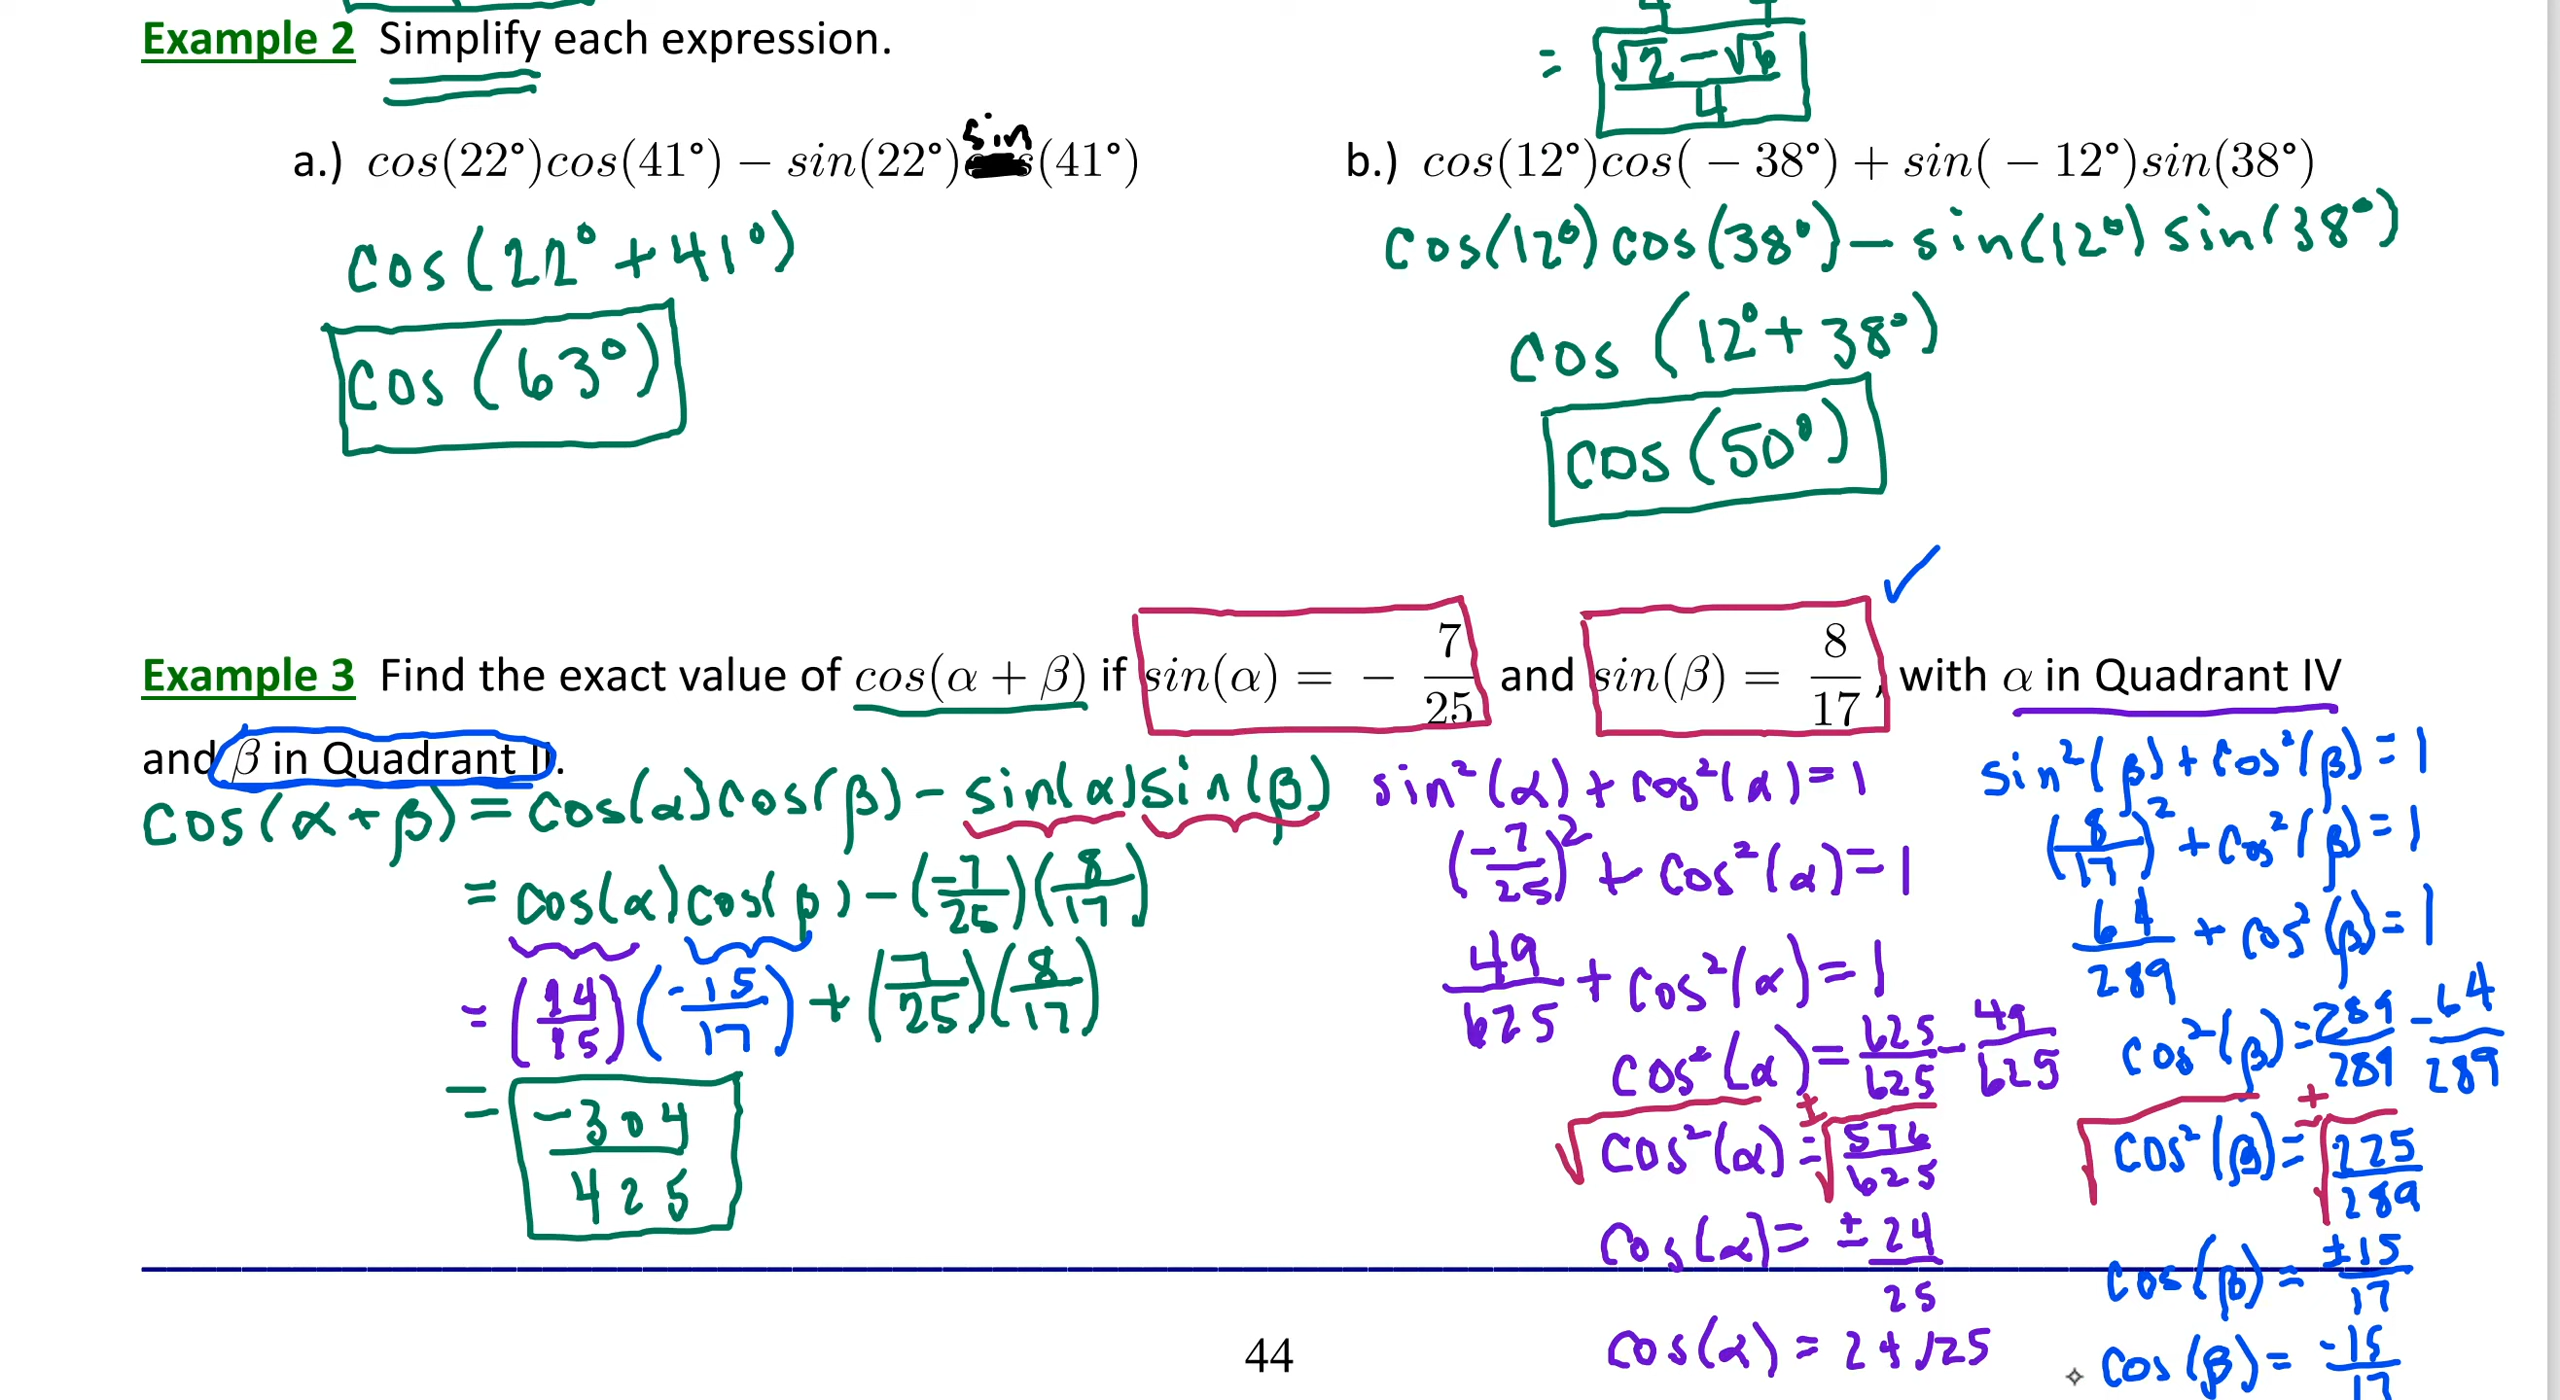 Example 2 Simplify each expression.
= √2 − √6 / 4
a.) cos(22°)cos(41°) − sin(22°) sin (41°)
cos(22° + 41°)
cos(63°)
b.) cos(12°)cos( − 38°) + sin( − 12°)sin(38°)
cos(12°) cos(38°) − sin(12°) sin(38°)
cos(12° + 38°)
cos(50°)
Example 3 Find the exact value of cos(α + β) if sin(α) = − 7/25 and sin(β) = 8/17, with α in Quadrant IV
and β in Quadrant II.
cos(α + β) = cos(α)cos(β) − sin(α)sin(β)
= cos(α)cos(β) − (−7/25)(8/17)
= (24/25)(−15/17) + (7/25)(8/17)
= −304/425
sin²(α) + cos²(α) = 1
(−7/25)² + cos²(α) = 1
49/625 + cos²(α) = 1
cos²(α) = 625/625 − 49/625
√cos²(α) = ±√576/625
cos(α) = ±24/25
cos(α) = 24/25
sin²(β) + cos²(β) = 1
(8/17)² + cos²(β) = 1
64/289 + cos²(β) = 1
cos²(β) = 289/289 − 64/289
√cos²(β) = ±√225/289
cos(β) = ±15/17
cos(β) = −15/17
44